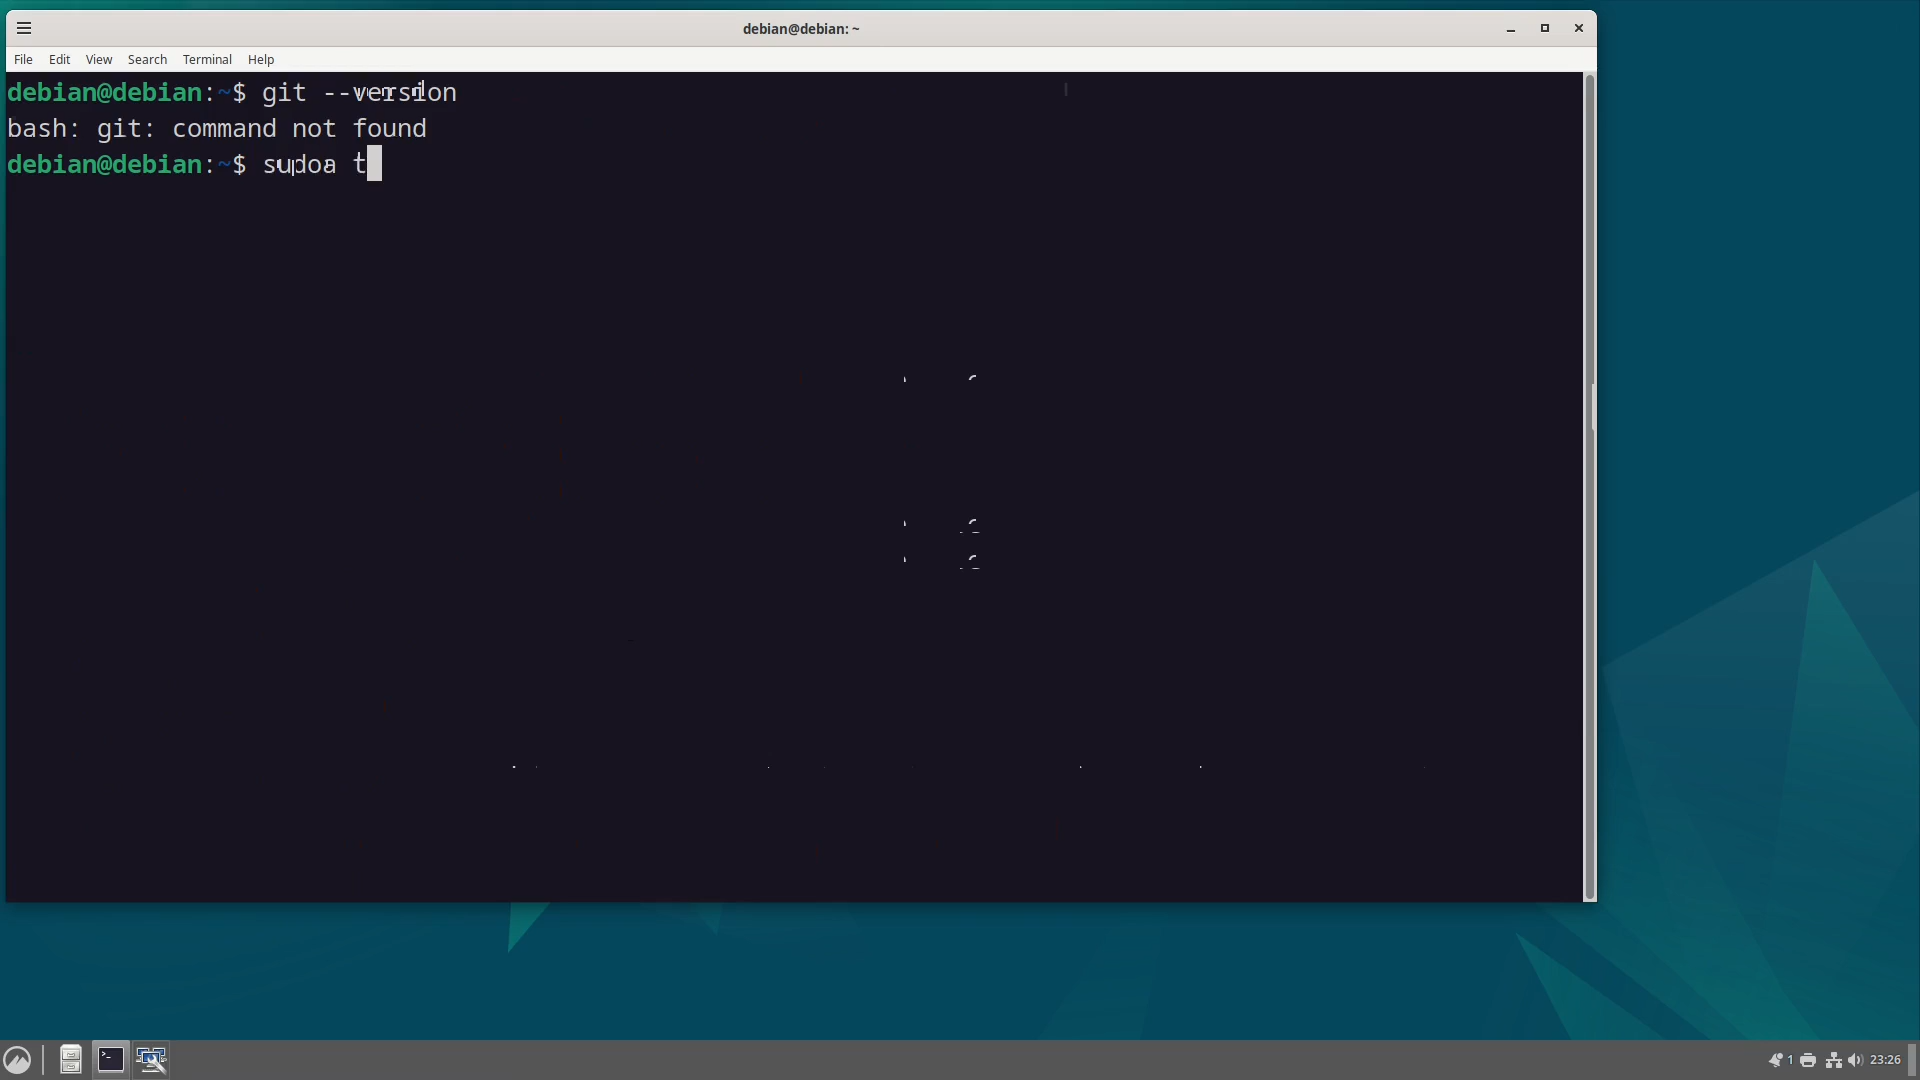 debian@debian: ~
File Edit View Search Terminal Help
debian@debian:~$ git --version
bash: git: command not found
debian@debian:~$ sudoa t
1 23:26